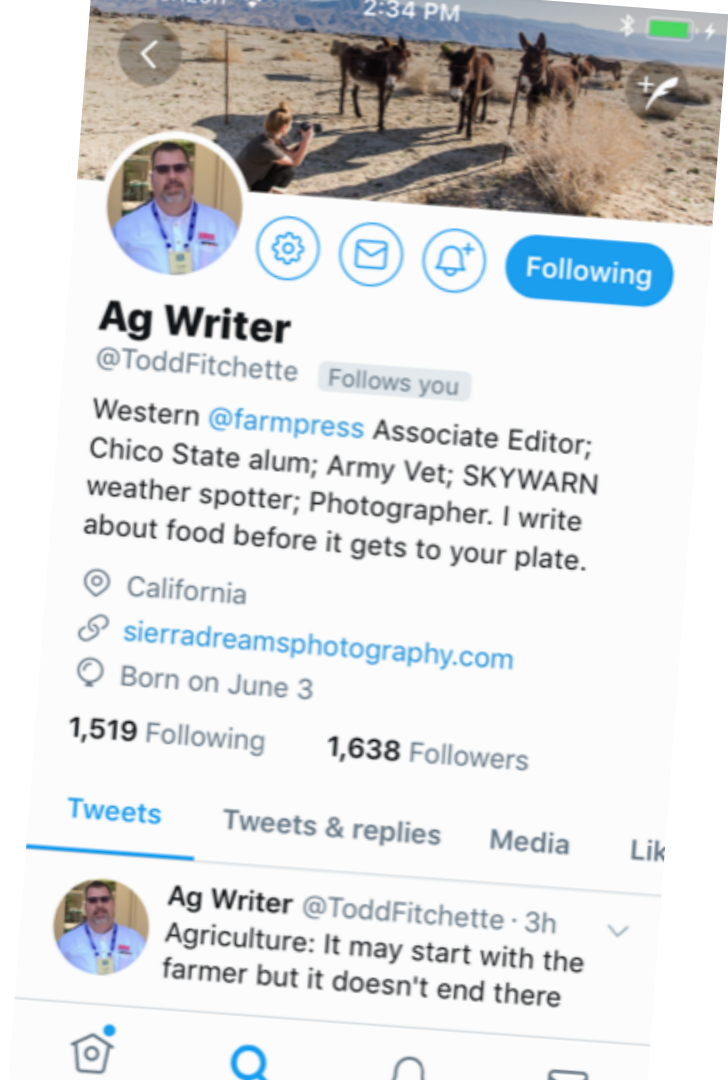 2:34 PM
Following
Ag Writer
@ToddFitchette Follows you
Western @farmpress Associate Editor;
Chico State alum; Army Vet; SKYWARN
weather spotter; Photographer. I write
about food before it gets to your plate.
California
sierradreamsphotography.com
Born on June 3
1,519 Following 1,638 Followers
Tweets Tweets & replies Media Lik
Ag Writer @ToddFitchette · 3h
Agriculture: It may start with the
farmer but it doesn't end there